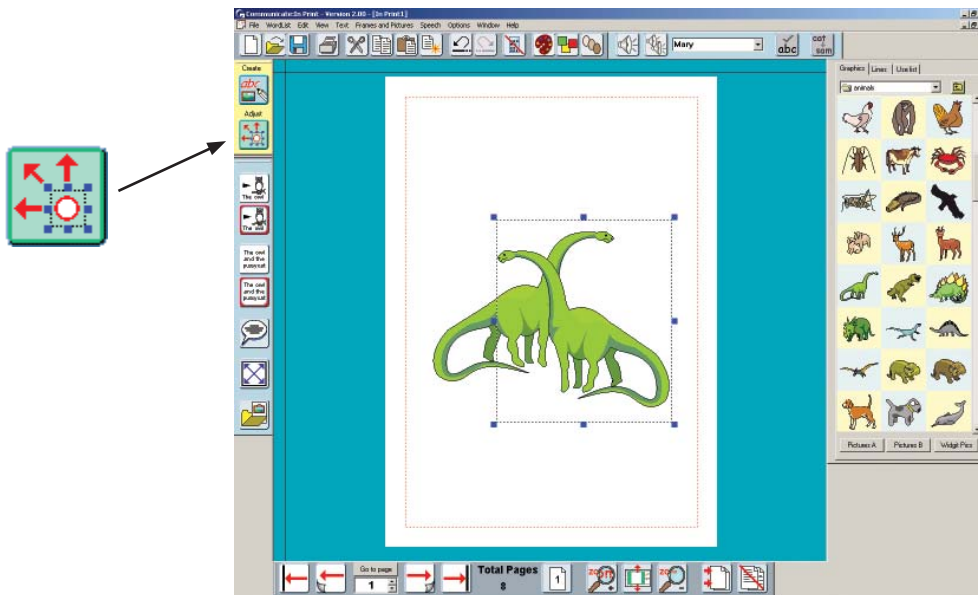 Communicate:In Print - Version 2.00 - [In Print1]
File WordList Edit View Text Frames and Pictures Speech Options Window Help
Mary
abc
cat
sam
Create
abc
Adjust
The owl
The owl
The owl
and the
pussycat
The owl
and the
pussycat
Graphics Lines Use list
animals
Pictures A Pictures B Widgit Pics
Go to page
1
Total Pages
8
1
zoom
zoom